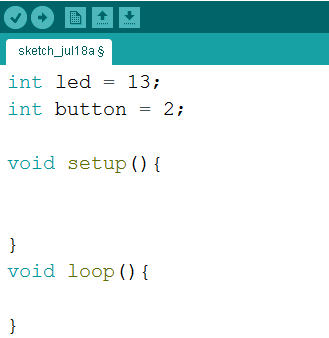 sketch_jul18a §
int led = 13;
int button = 2;
void setup(){
}
void loop(){
}